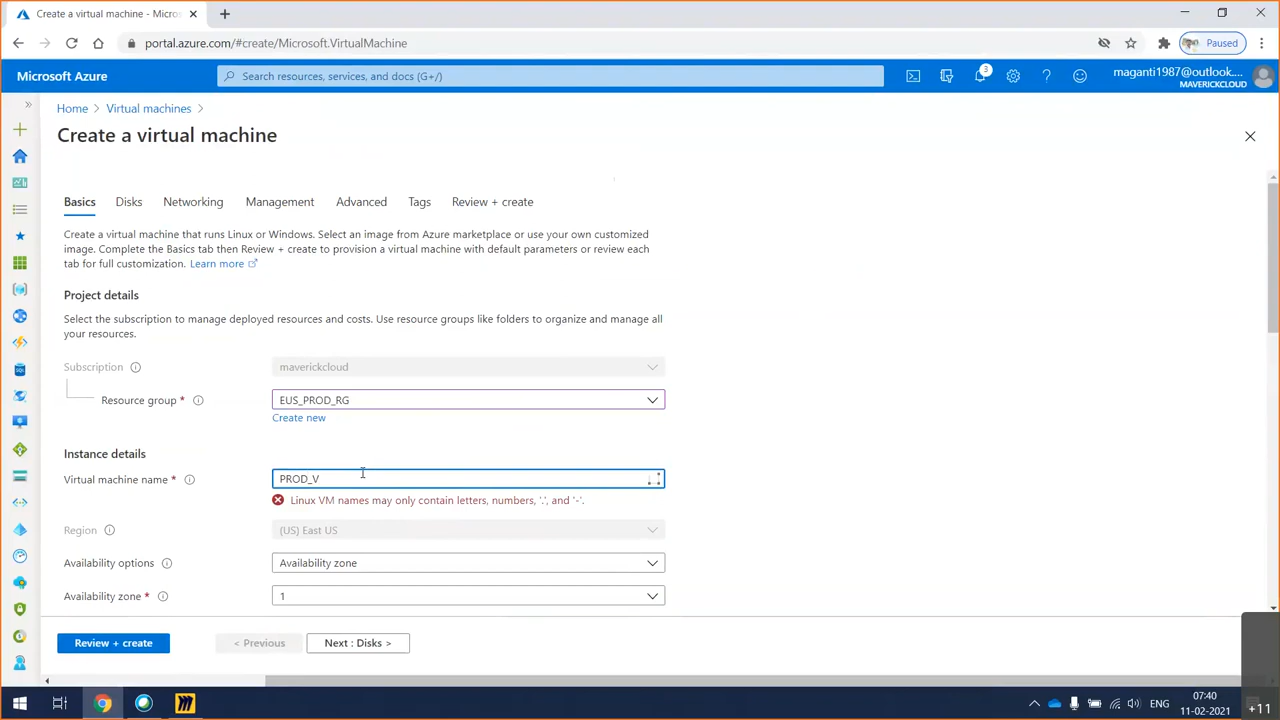 Create a virtual machine - Micros
portal.azure.com/#create/Microsoft.VirtualMachine
Paused
Microsoft Azure
Search resources, services, and docs (G+/)
3
maganti1987@outlook....
MAVERICKCLOUD
Home > Virtual machines >
Create a virtual machine
Basics Disks Networking Management Advanced Tags Review + create
Create a virtual machine that runs Linux or Windows. Select an image from Azure marketplace or use your own customized
image. Complete the Basics tab then Review + create to provision a virtual machine with default parameters or review each
tab for full customization. Learn more
Project details
Select the subscription to manage deployed resources and costs. Use resource groups like folders to organize and manage all
your resources.
Subscription maverickcloud
Resource group * EUS_PROD_RG
Create new
Instance details
Virtual machine name * PROD_V
Linux VM names may only contain letters, numbers, '.', and '-'.
Region (US) East US
Availability options Availability zone
Availability zone * 1
Review + create < Previous Next : Disks >
ENG
07:40
11-02-2021
+11